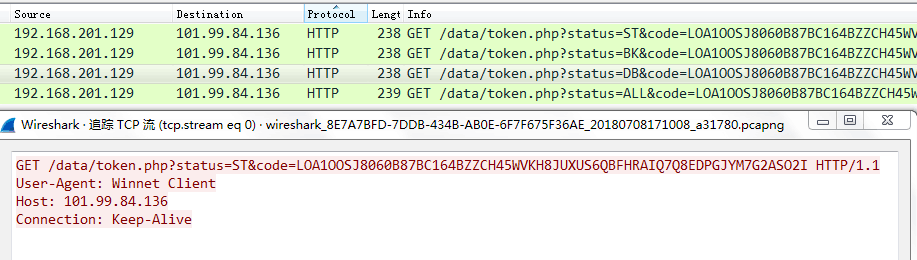 Source Destination Protocol Lengt Info
192.168.201.129 101.99.84.136 HTTP 238 GET /data/token.php?status=ST&code=LOA1OOSJ8060B87BC164BZZCH45WV
192.168.201.129 101.99.84.136 HTTP 238 GET /data/token.php?status=BK&code=LOA1OOSJ8060B87BC164BZZCH45WV
192.168.201.129 101.99.84.136 HTTP 238 GET /data/token.php?status=DB&code=LOA1OOSJ8060B87BC164BZZCH45WV
192.168.201.129 101.99.84.136 HTTP 239 GET /data/token.php?status=ALL&code=LOA1OOSJ8060B87BC164BZZCH45W
Wireshark · 追踪 TCP 流 (tcp.stream eq 0) · wireshark_8E7A7BFD-7DDB-434B-AB0E-6F7F675F36AE_20180708171008_a31780.pcapng
GET /data/token.php?status=ST&code=LOA1OOSJ8060B87BC164BZZCH45WVKH8JUXUS6QBFHRAIQ7Q8EDPGJYM7G2ASO2I HTTP/1.1
User-Agent: Winnet Client
Host: 101.99.84.136
Connection: Keep-Alive